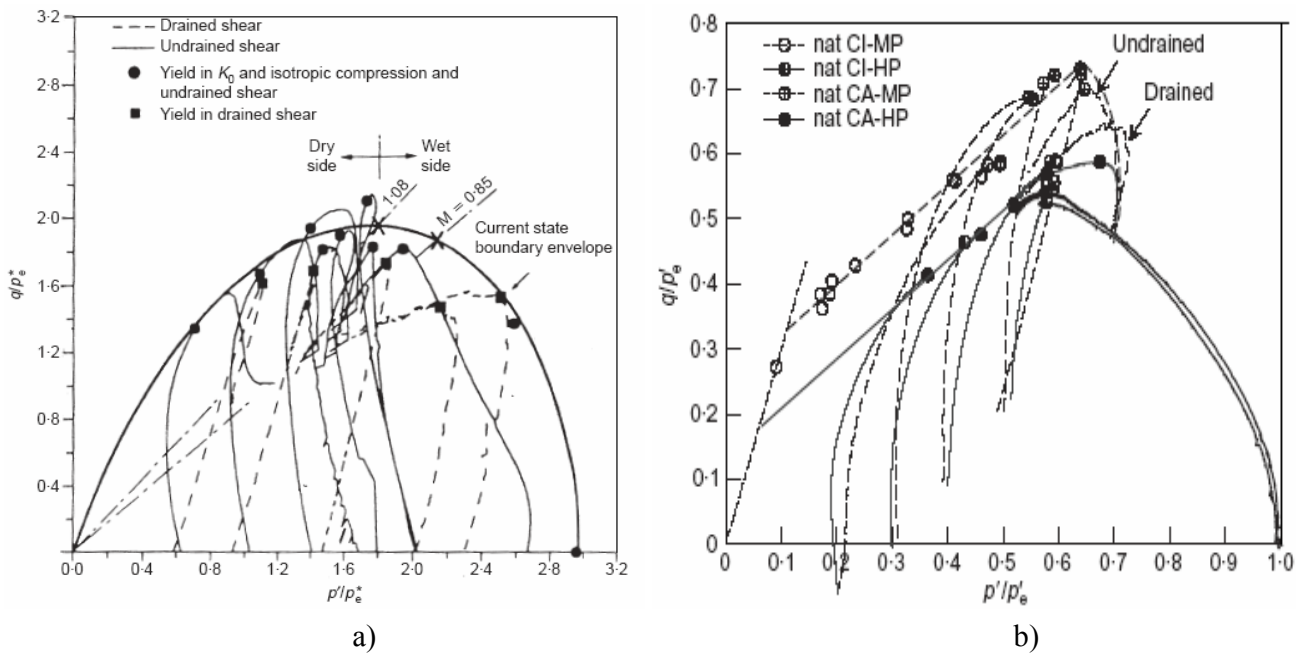 a)
3·2
2·8
2·4
2·0
1·6
1·2
0·8
0·4
q/p*e
Drained shear
Undrained shear
Yield in K0 and isotropic compression and
undrained shear
Yield in drained shear
Dry
side
Wet
side
1·08
M = 0·85
Current state
boundary envelope
0·0 0·4 0·8 1·2 1·6 2·0 2·4 2·8 3·2
p'/p*e
a)
b
0·8
0·7
0·6
0·5
0·4
0·3
0·2
0·1
0
q/p'e
nat CI-MP
nat CI-HP
nat CA-MP
nat CA-HP
Undrained
Drained
0 0·1 0·2 0·3 0·4 0·5 0·6 0·7 0·8 0·9 1·0
p'/p'e
b)